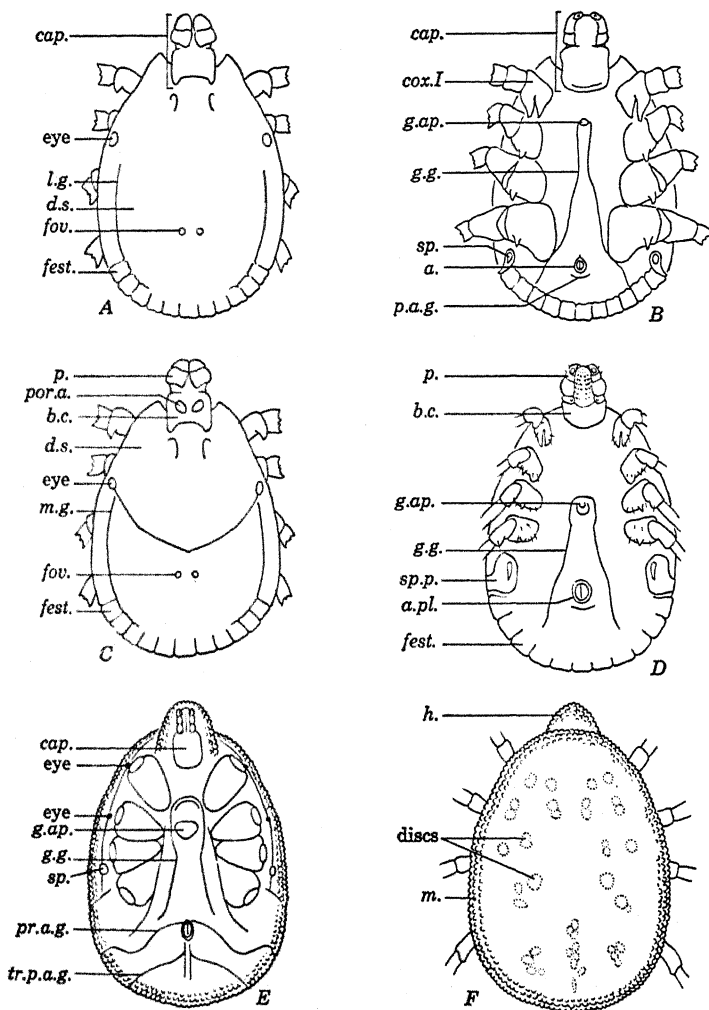 cap.
eye
l.g.
d.s.
fov.
fest.
A
cap.
cox.I
g.ap.
g.g.
sp.
a.
p.a.g.
B
p.
por.a.
b.c.
d.s.
eye
m.g.
fov.
fest.
C
p.
b.c.
g.ap.
g.g.
sp.p.
a.pl.
fest.
D
cap.
eye
eye
g.ap.
g.g.
sp.
pr.a.g.
tr.p.a.g.
E
h.
discs
m.
F